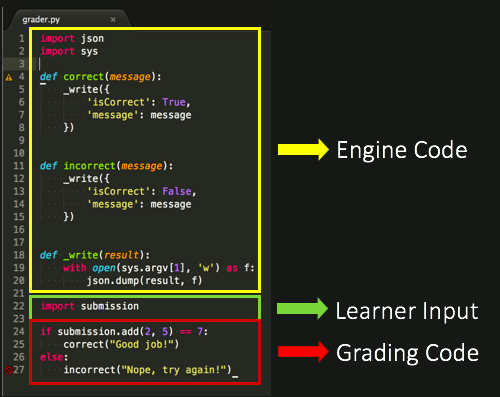 grader.py ×
1 import json
2 import sys
3
4 def correct(message):
5 _write({
6 'isCorrect': True,
7 'message': message
8 })
9
10
11 def incorrect(message):
12 _write({
13 'isCorrect': False,
14 'message': message
15 })
16
17
18 def _write(result):
19 with open(sys.argv[1], 'w') as f:
20 json.dump(result, f)
21
22 import submission
23
24 if submission.add(2, 5) == 7:
25 correct("Good job!")
26 else:
27 incorrect("Nope, try again!")
Engine Code
Learner Input
Grading Code